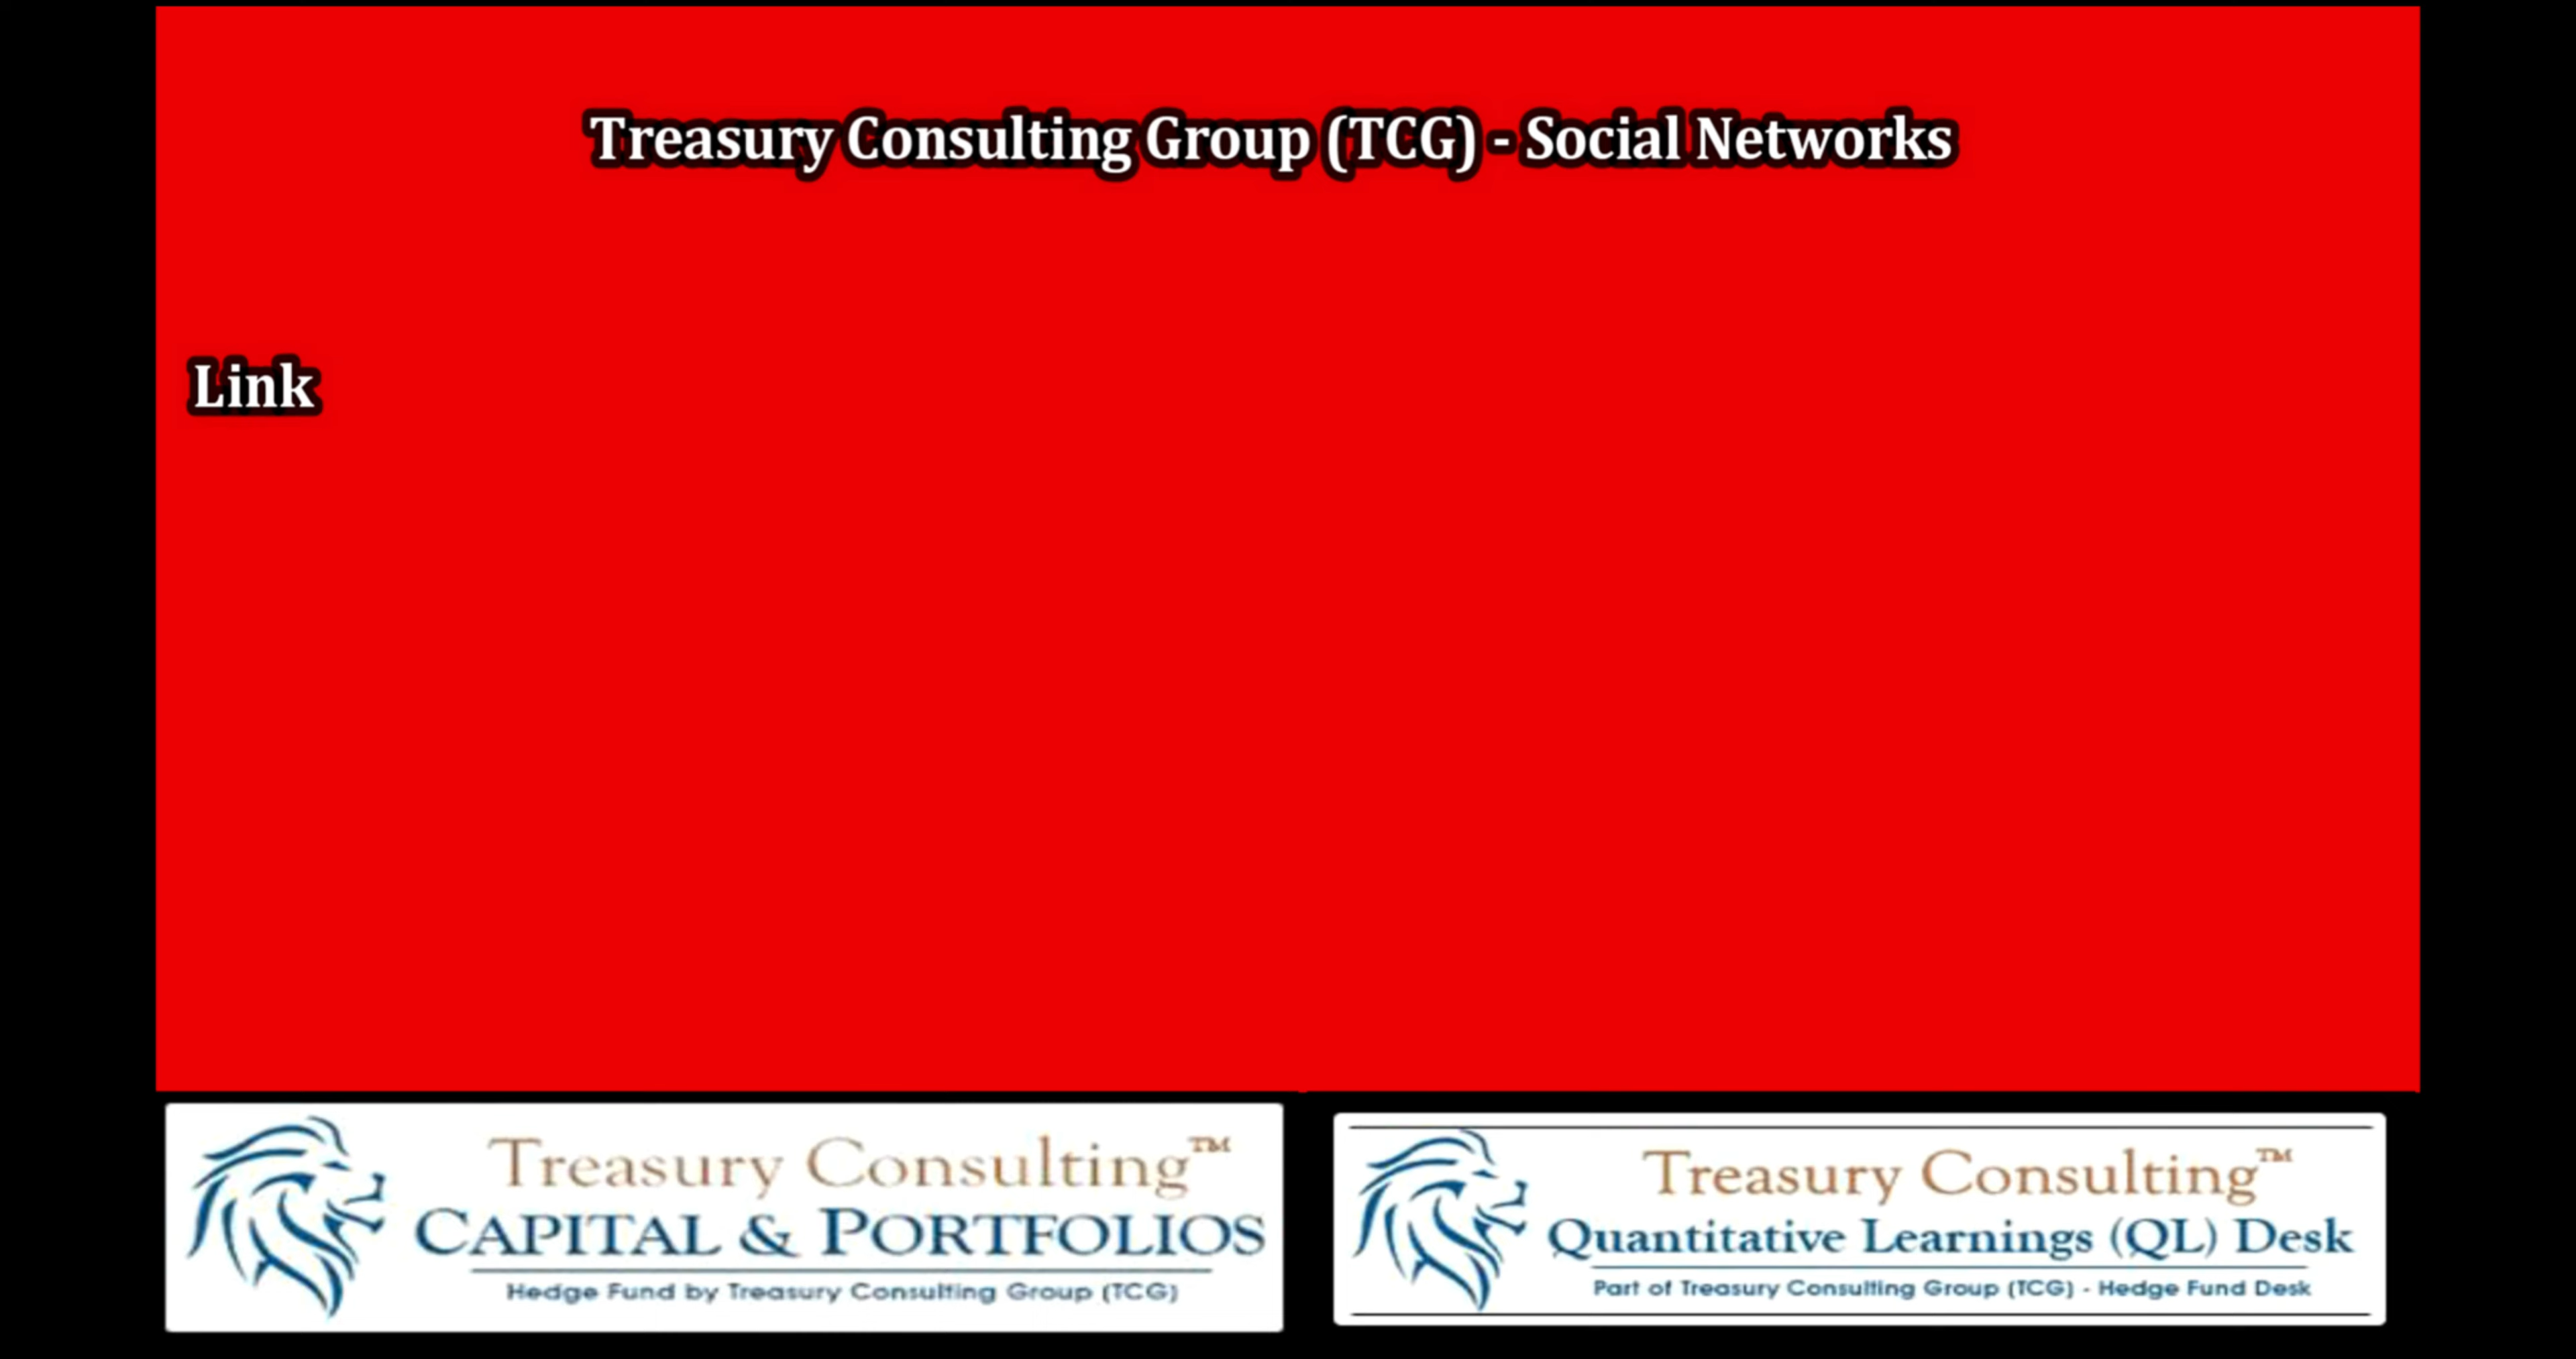 Treasury Consulting Group (TCG) - Social Networks
Link
Treasury Consulting™
CAPITAL & PORTFOLIOS
Hedge Fund by Treasury Consulting Group (TCG)
Treasury Consulting™
Quantitative Learnings (QL) Desk
Part of Treasury Consulting Group (TCG) - Hedge Fund Desk